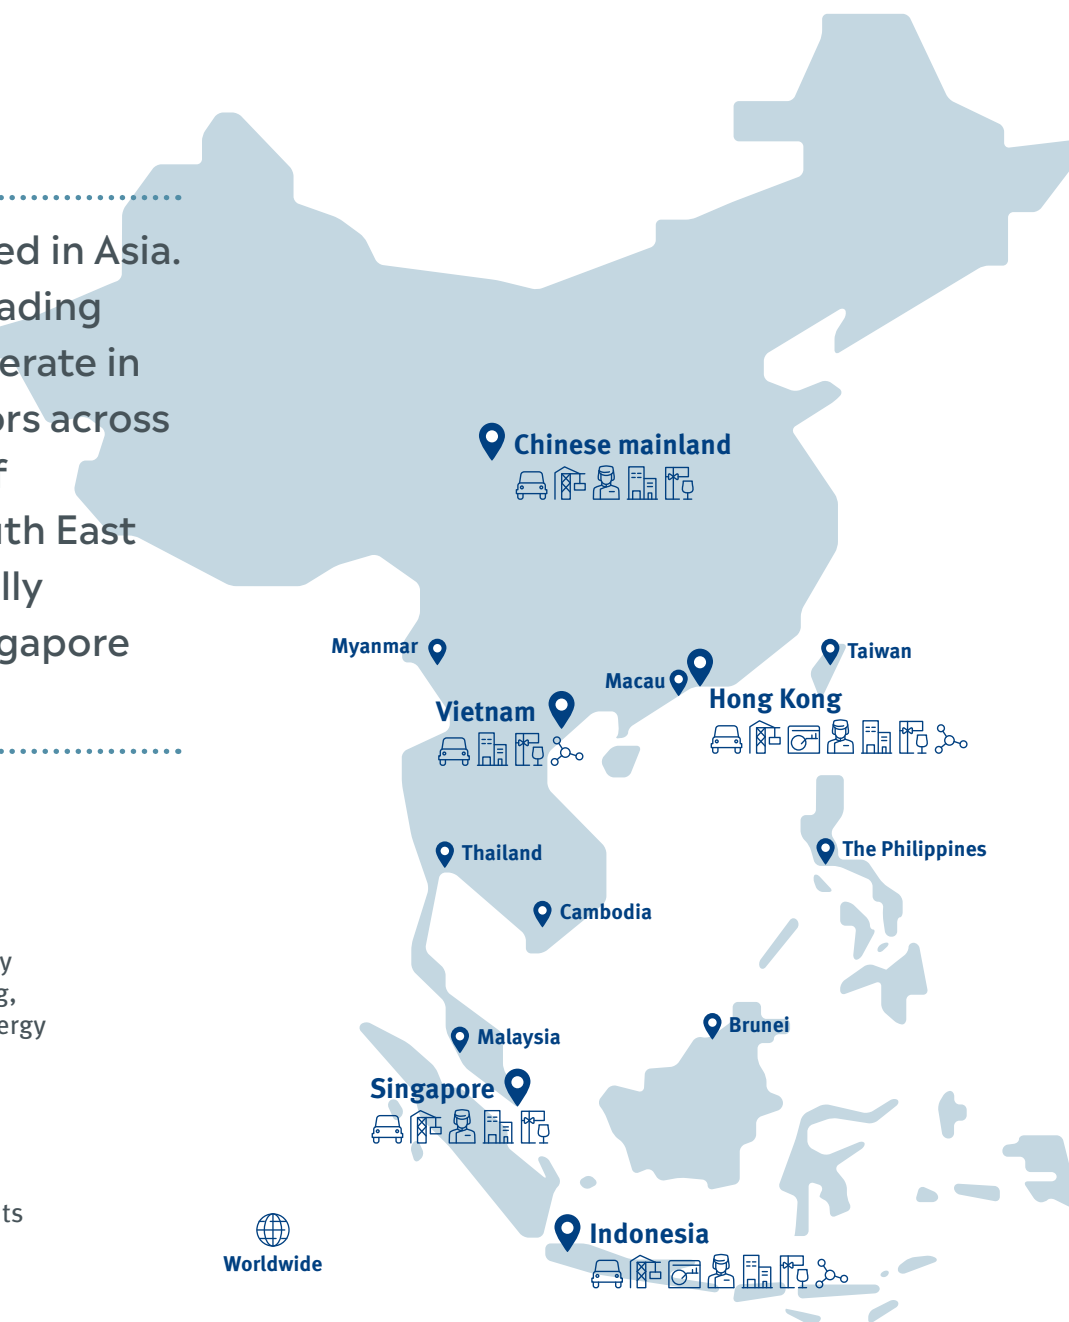 ed in Asia.
ading
erate in
ors across
f
th East
lly
gapore
y
g,
ergy
ts
Chinese mainland
Myanmar
Taiwan
Macau
Hong Kong
Vietnam
Thailand
The Philippines
Cambodia
Brunei
Malaysia
Singapore
Indonesia
Worldwide